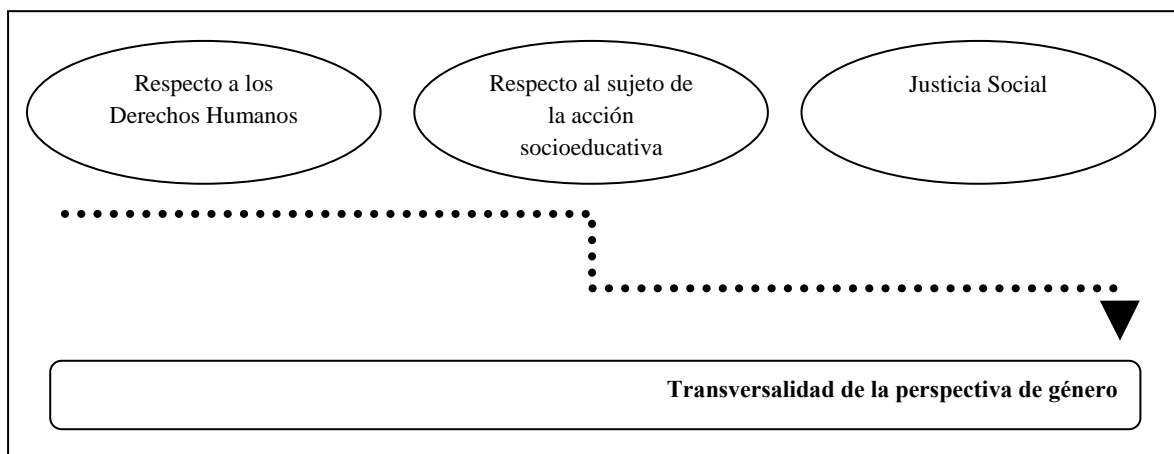 Respecto a los
Derechos Humanos
Respecto al sujeto de
la acción
socioeducativa
Justicia Social
Transversalidad de la perspectiva de género